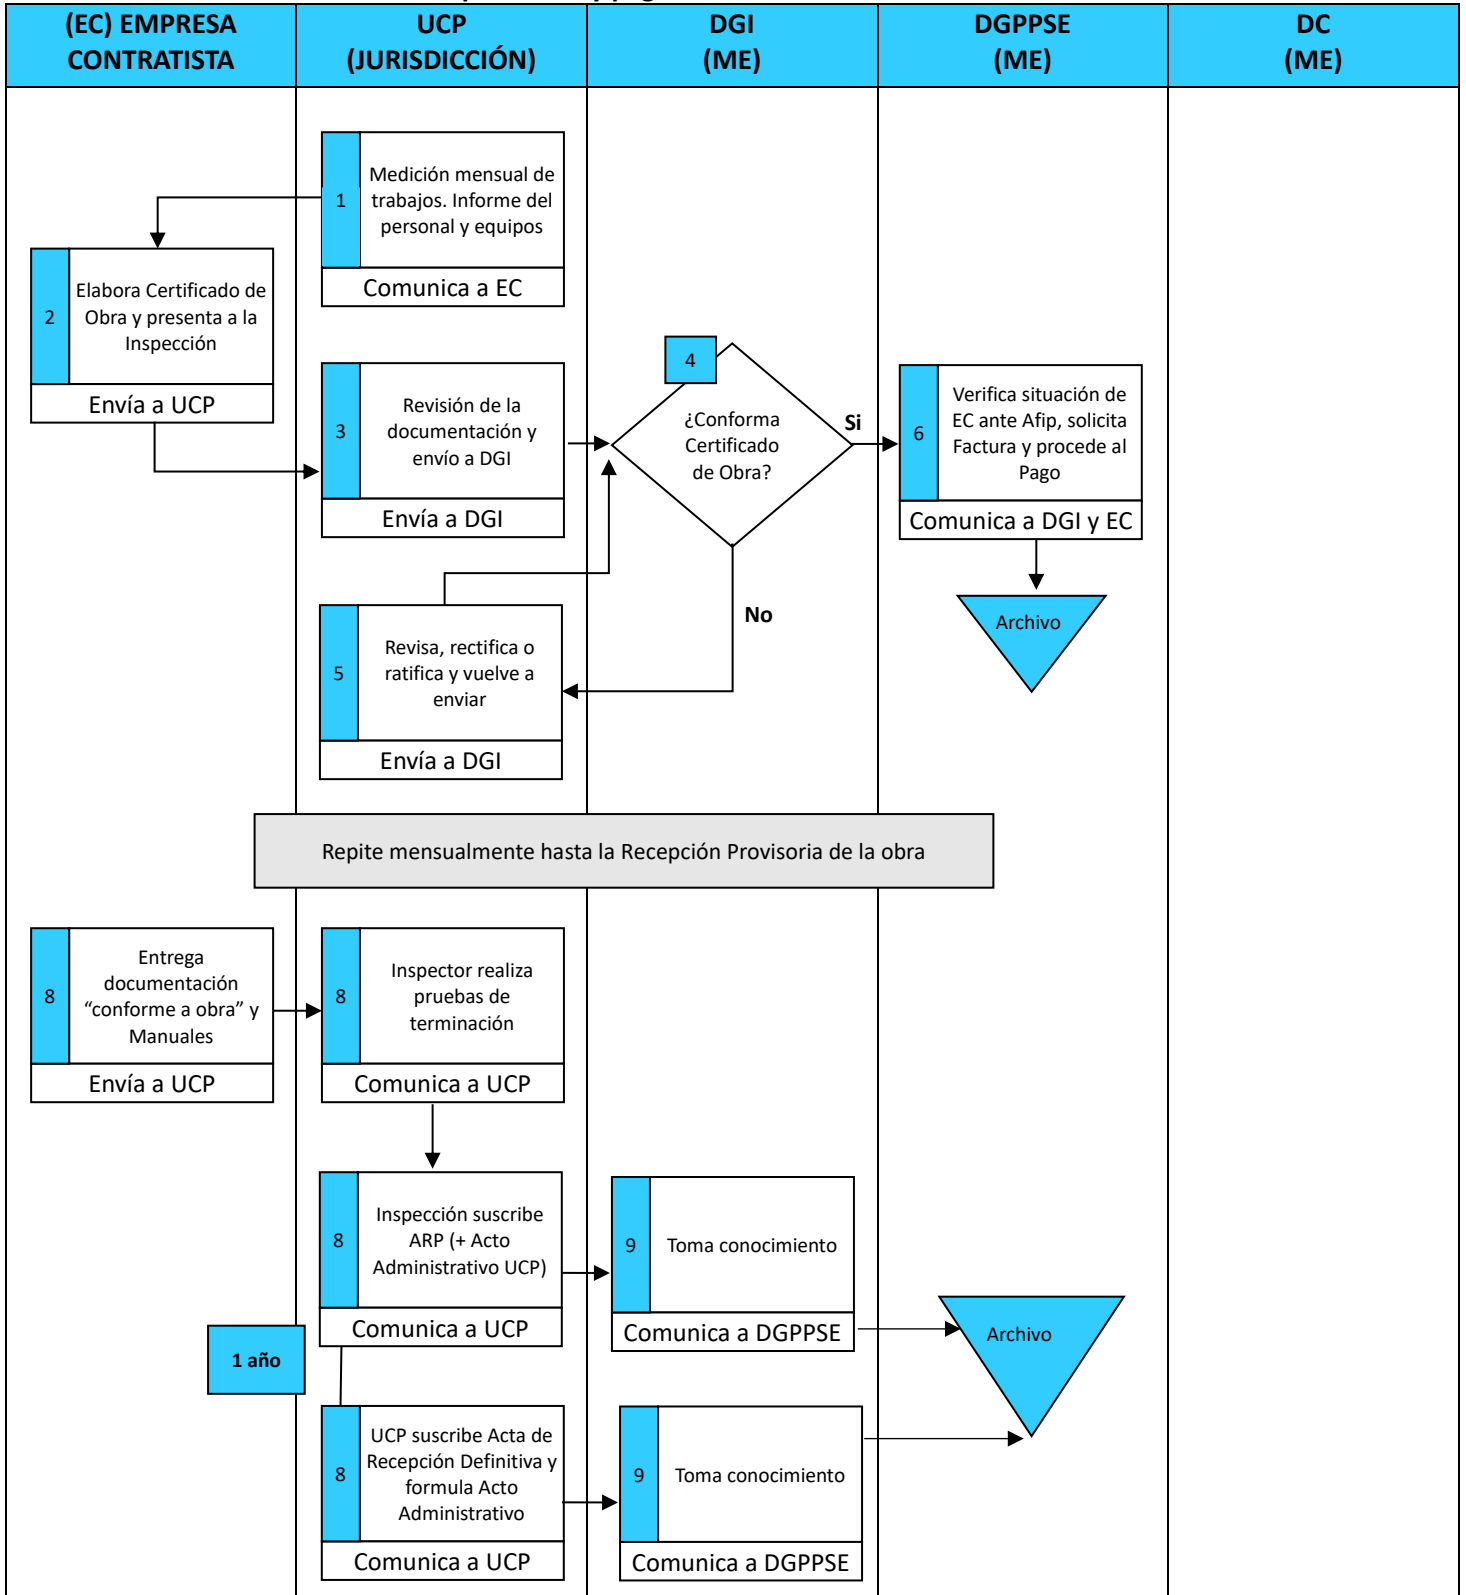 (EC) EMPRESA
CONTRATISTA
UCP
(JURISDICCIÓN)
DGI
(ME)
DGPPSE
(ME)
DC
(ME)
1
Medición mensual de
trabajos. Informe del
personal y equipos
Comunica a EC
2
Elabora Certificado de
Obra y presenta a la
Inspección
Envía a UCP
3
Revisión de la
documentación y
envío a DGI
Envía a DGI
4
¿Conforma
Certificado
de Obra?
Si
No
6
Verifica situación de
EC ante Afip, solicita
Factura y procede al
Pago
Comunica a DGI y EC
Archivo
5
Revisa, rectifica o
ratifica y vuelve a
enviar
Envía a DGI
Repite mensualmente hasta la Recepción Provisoria de la obra
8
Entrega
documentación
“conforme a obra” y
Manuales
Envía a UCP
8
Inspector realiza
pruebas de
terminación
Comunica a UCP
8
Inspección suscribe
ARP (+ Acto
Administrativo UCP)
Comunica a UCP
9
Toma conocimiento
Comunica a DGPPSE
Archivo
1 año
8
UCP suscribe Acta de
Recepción Definitiva y
formula Acto
Administrativo
Comunica a UCP
9
Toma conocimiento
Comunica a DGPPSE